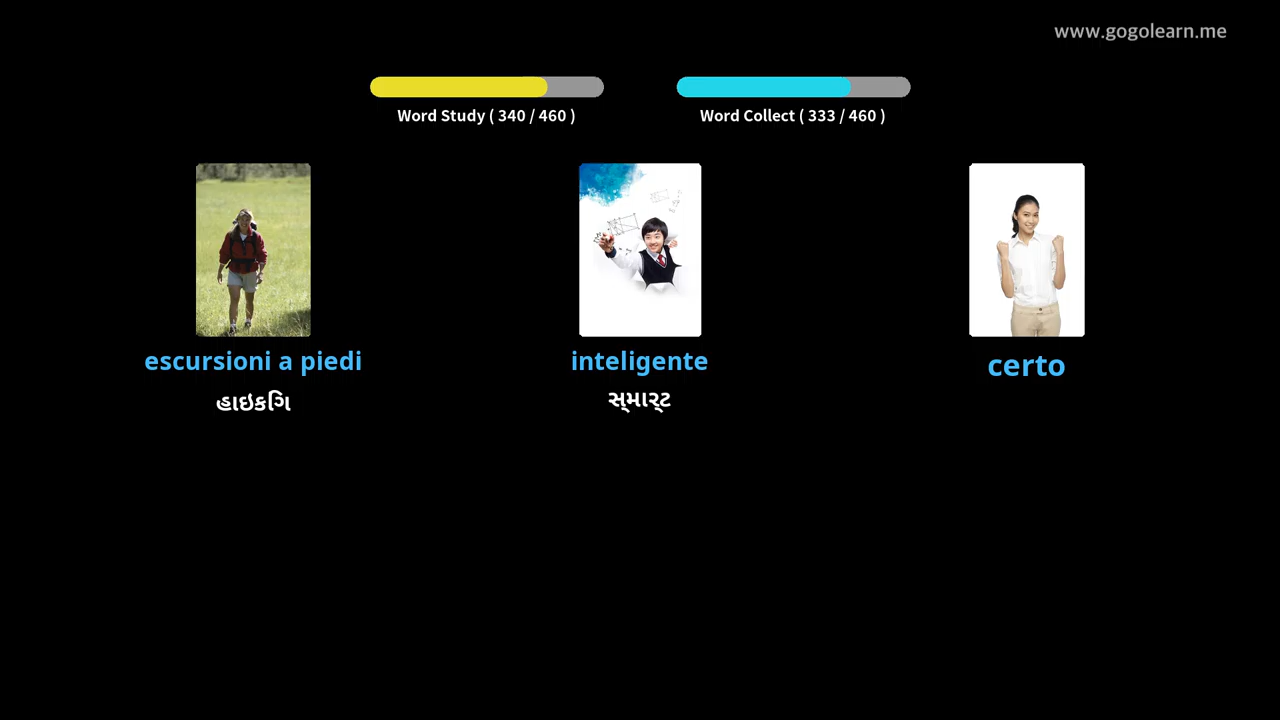 www.gogolearn.me
Word Study ( 340 / 460 )
Word Collect ( 333 / 460 )
escursioni a piedi
inteligente
certo
હાઇકિંગ
સ્માર્ટ